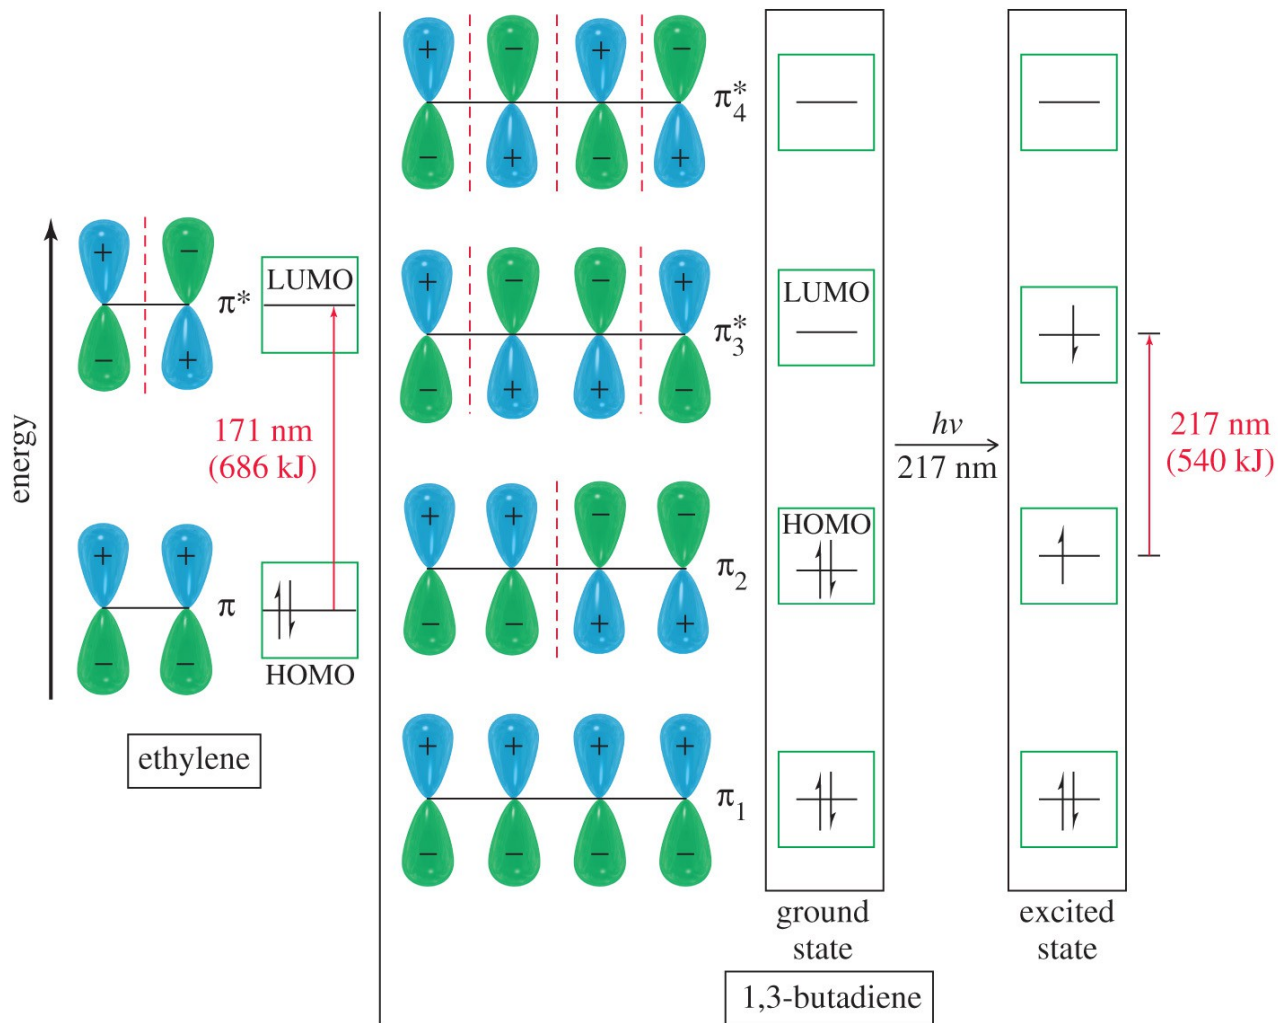 energy
+ −
− +
π*
LUMO
171 nm
(686 kJ)
+ +
− −
π
HOMO
ethylene
+ − + −
− + − +
π₄*
+ − − +
− + + −
π₃*
LUMO
+ + − −
− − + +
π₂
HOMO
+ + + +
− − − −
π₁
ground
state
hν
217 nm
excited
state
217 nm
(540 kJ)
1,3-butadiene